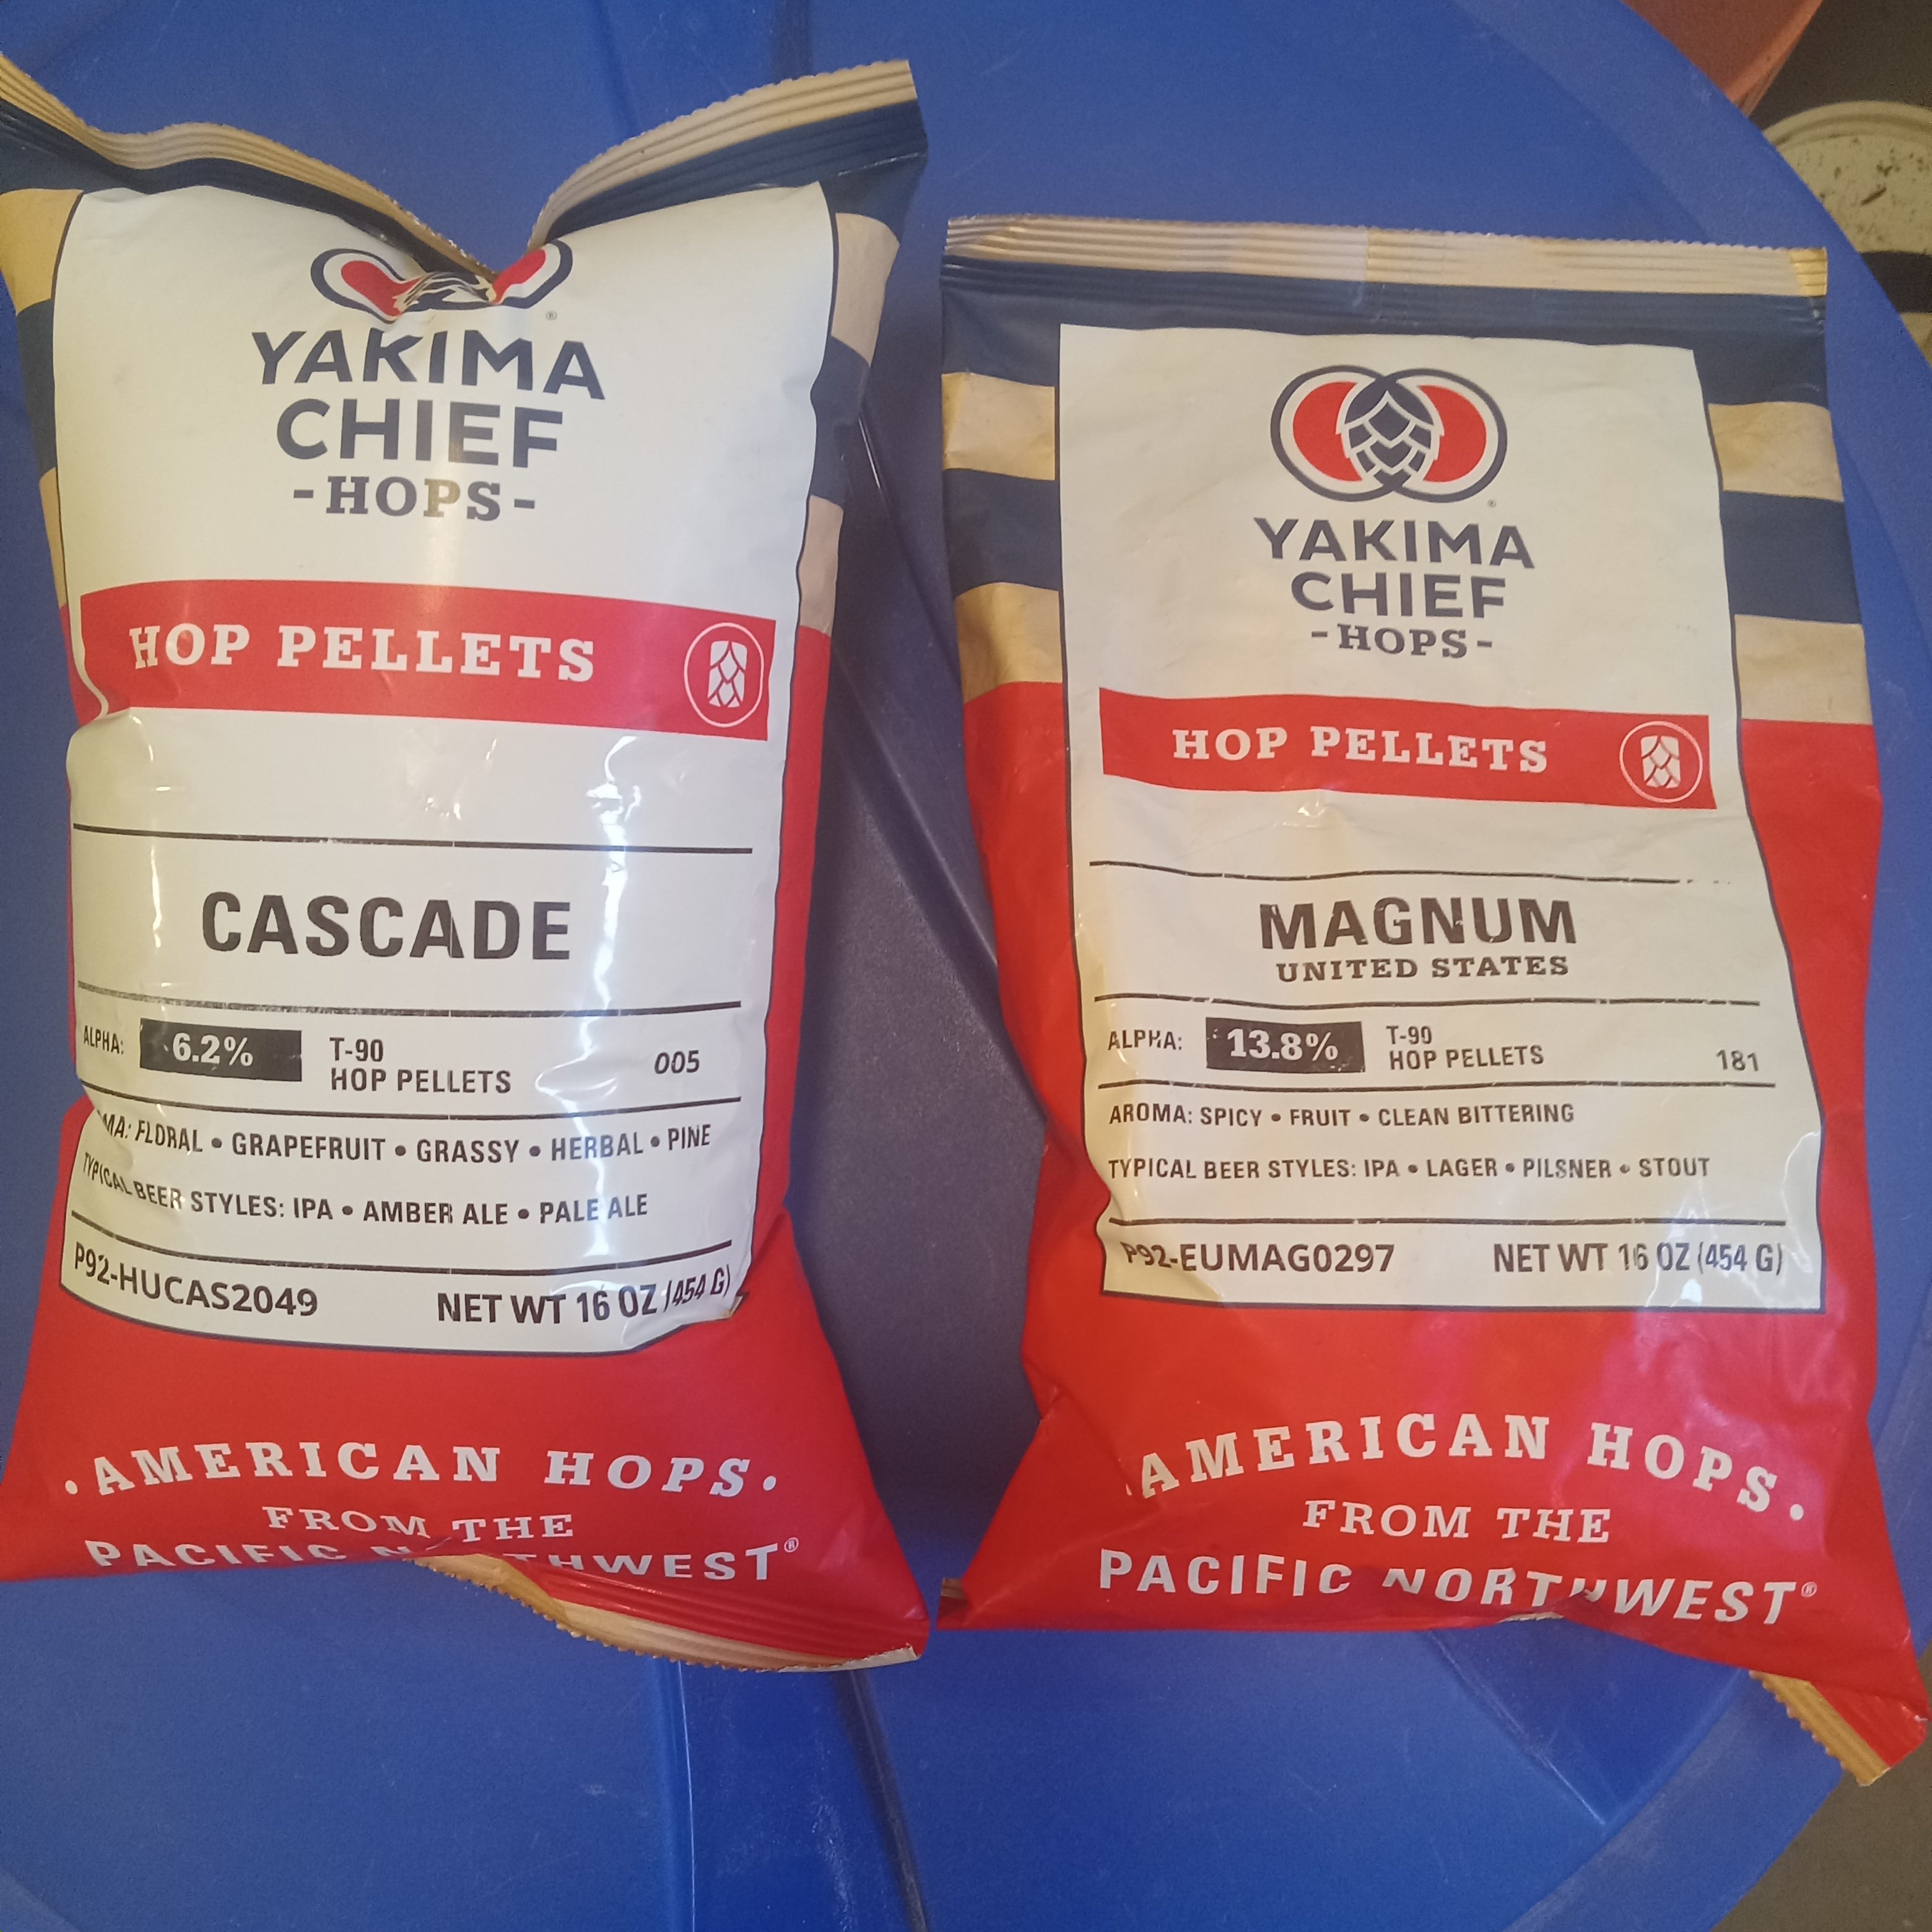 YAKIMA
CHIEF
-HOPS-
HOP PELLETS
CASCADE
ALPHA: 6.2% T-90
HOP PELLETS 005
MA: FLORAL • GRAPEFRUIT • GRASSY • HERBAL • PINE
TYPICAL BEER STYLES: IPA • AMBER ALE • PALE ALE
P92-HUCAS2049 NET WT 16 OZ (454 G)
• AMERICAN HOPS •
FROM THE
PACIFIC NORTHWEST®
YAKIMA
CHIEF
-HOPS-
HOP PELLETS
MAGNUM
UNITED STATES
ALPHA: 13.8% T-90
HOP PELLETS 181
AROMA: SPICY • FRUIT • CLEAN BITTERING
TYPICAL BEER STYLES: IPA • LAGER • PILSNER • STOUT
P92-EUMAG0297 NET WT 16 OZ (454 G)
• AMERICAN HOPS •
FROM THE
PACIFIC NORTHWEST®